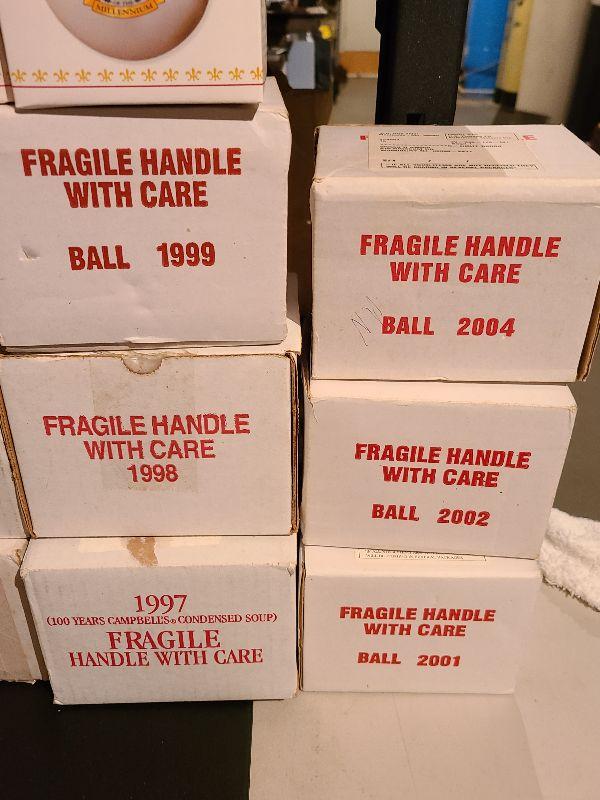 OF THE
MILLENNIUM
FRAGILE HANDLE
WITH CARE
BALL 1999
FRAGILE HANDLE
WITH CARE
1998
1997
(100 YEARS CAMPBELL'S® CONDENSED SOUP)
FRAGILE
HANDLE WITH CARE
FRAGILE HANDLE
WITH CARE
BALL 2004
FRAGILE HANDLE
WITH CARE
BALL 2002
FRAGILE HANDLE
WITH CARE
BALL 2001